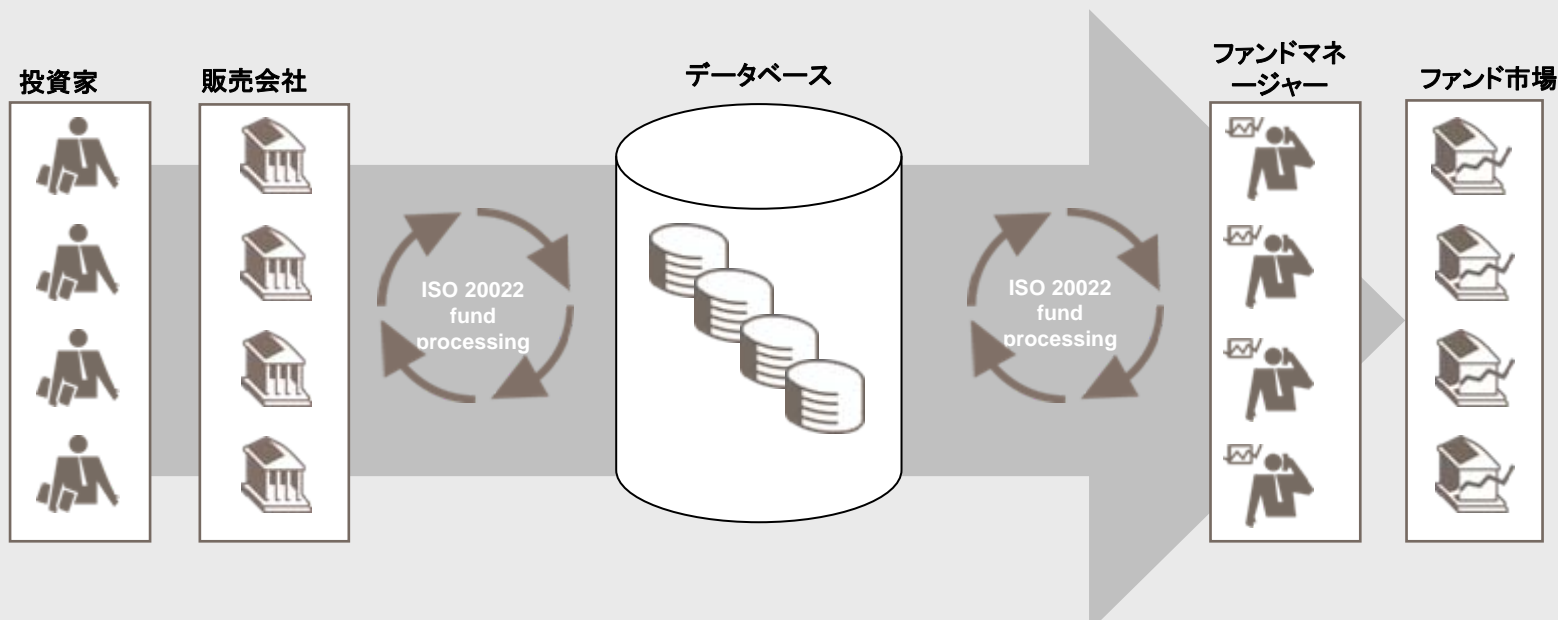 投資家
販売会社
データベース
ファンドマネ
ージャー
ファンド市場
ISO 20022
fund
processing
ISO 20022
fund
processing